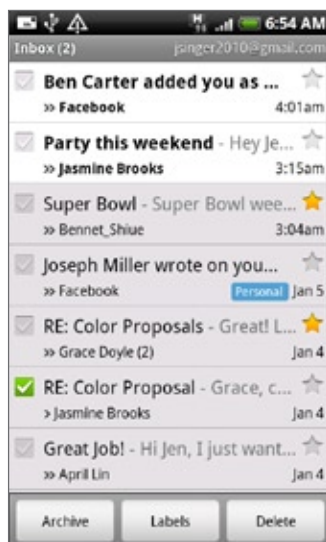 H
6:54 AM
Inbox (2) jsanger2010@gmail.com
Ben Carter added you as ...
» Facebook 4:01am
Party this weekend - Hey Je...
» Jasmine Brooks 3:15am
Super Bowl - Super Bowl wee...
» Bennet_Shiue 3:04am
Joseph Miller wrote on you...
» Facebook Personal Jan 5
RE: Color Proposals - Great! L...
» Grace Doyle (2) Jan 4
RE: Color Proposal - Grace, c...
› Jasmine Brooks Jan 4
Great Job! - Hi Jen, I just want...
» April Lin Jan 4
Archive Labels Delete